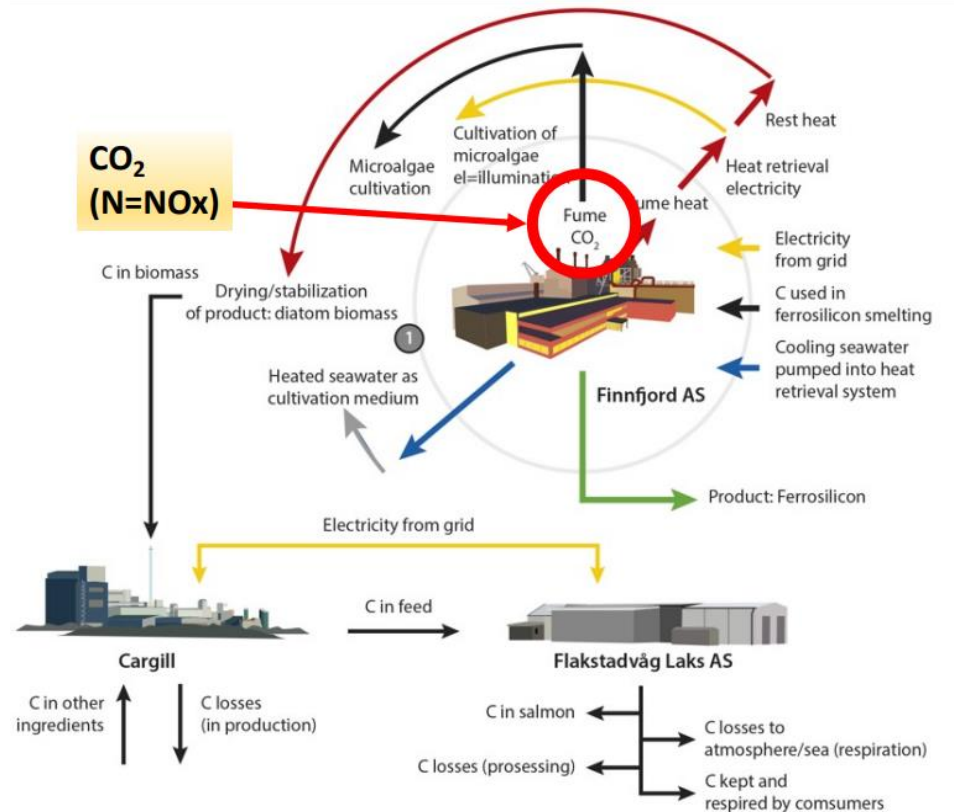 Rest heat
CO₂
(N=NOx)
Cultivation of
microalgae
el=illumination
Microalgae
cultivation
Heat retrieval
electricity
Fume
CO₂
ume heat
Electricity
from grid
C in biomass
Drying/stabilization
of product: diatom biomass
1
C used in
ferrosilicon smelting
Heated seawater as
cultivation medium
Cooling seawater
pumped into heat
retrieval system
Finnfjord AS
Product: Ferrosilicon
Electricity from grid
C in feed
Cargill
Flakstadvåg Laks AS
C in other
ingredients
C losses
(in production)
C in salmon
C losses to
atmosphere/sea (respiration)
C losses (prosessing)
C kept and
respired by comsumers